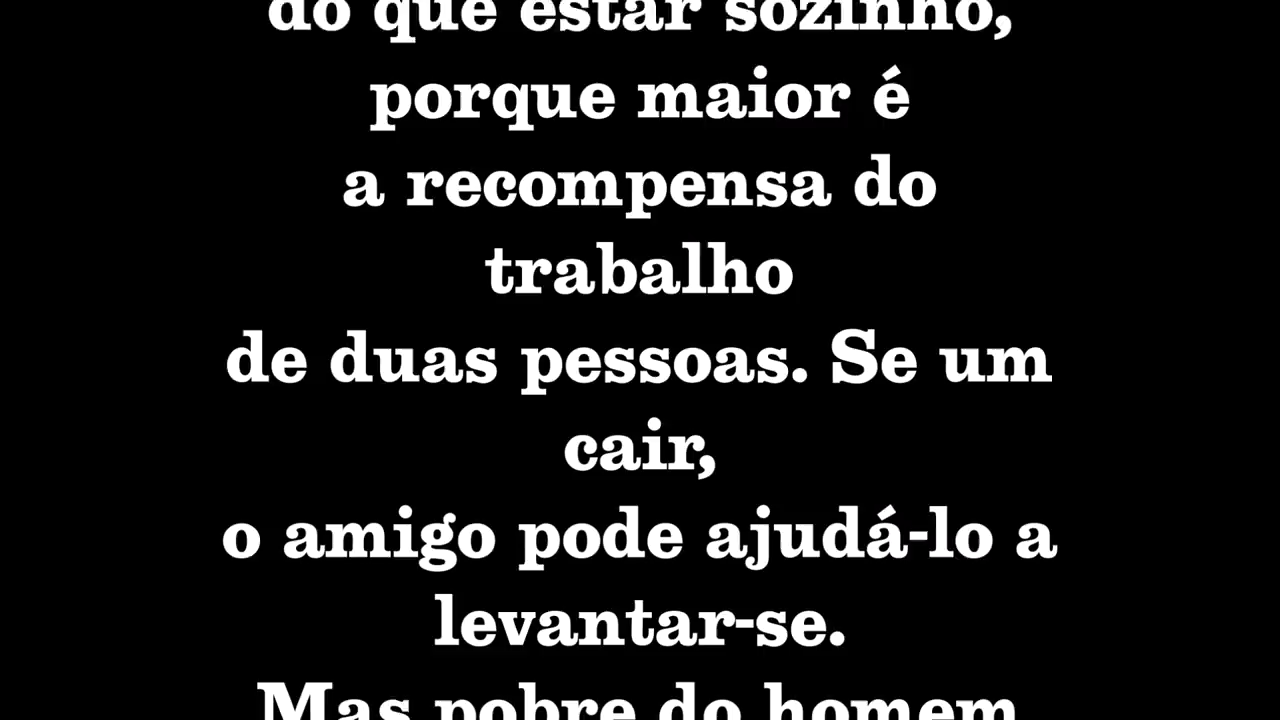 do que estar sozinho,
porque maior é
a recompensa do
trabalho
de duas pessoas. Se um
cair,
o amigo pode ajudá-lo a
levantar-se.
Mas pobre do homem